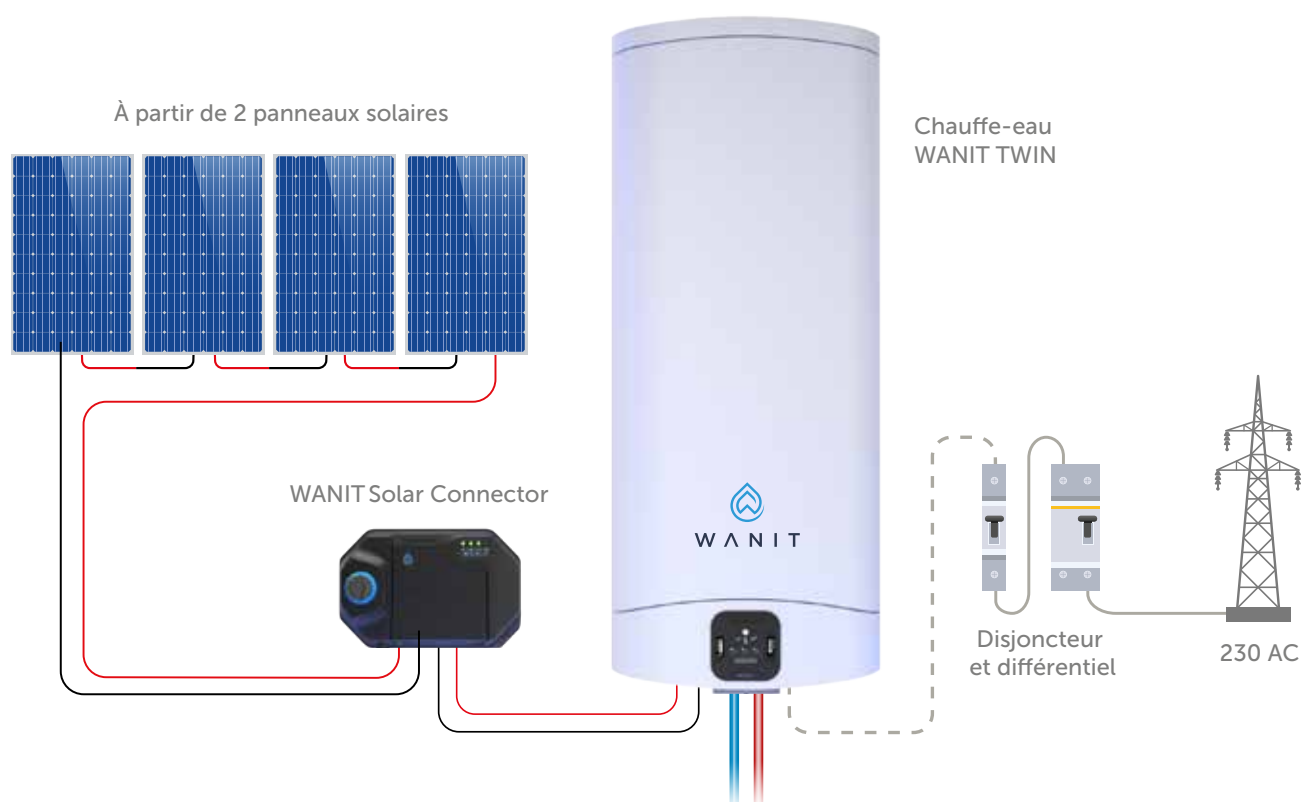 À partir de 2 panneaux solaires
Chauffe-eau
WANIT TWIN
WANIT Solar Connector
WANIT
Disjoncteur
et différentiel
230 AC